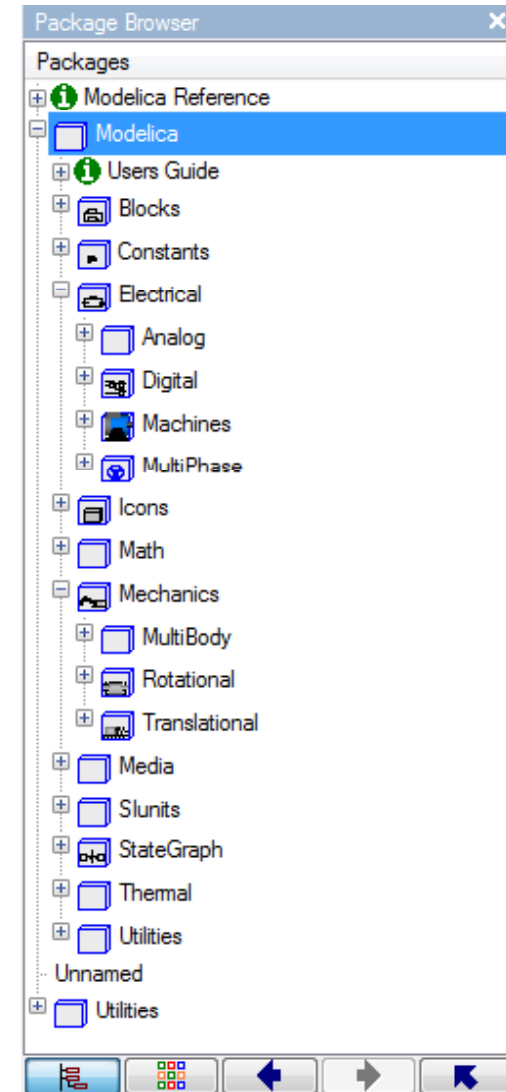 Package Browser
Packages
Modelica Reference
Modelica
Users Guide
Blocks
Constants
Electrical
Analog
Digital
Machines
MultiPhase
Icons
Math
Mechanics
MultiBody
Rotational
Translational
Media
SIunits
StateGraph
Thermal
Utilities
Unnamed
Utilities